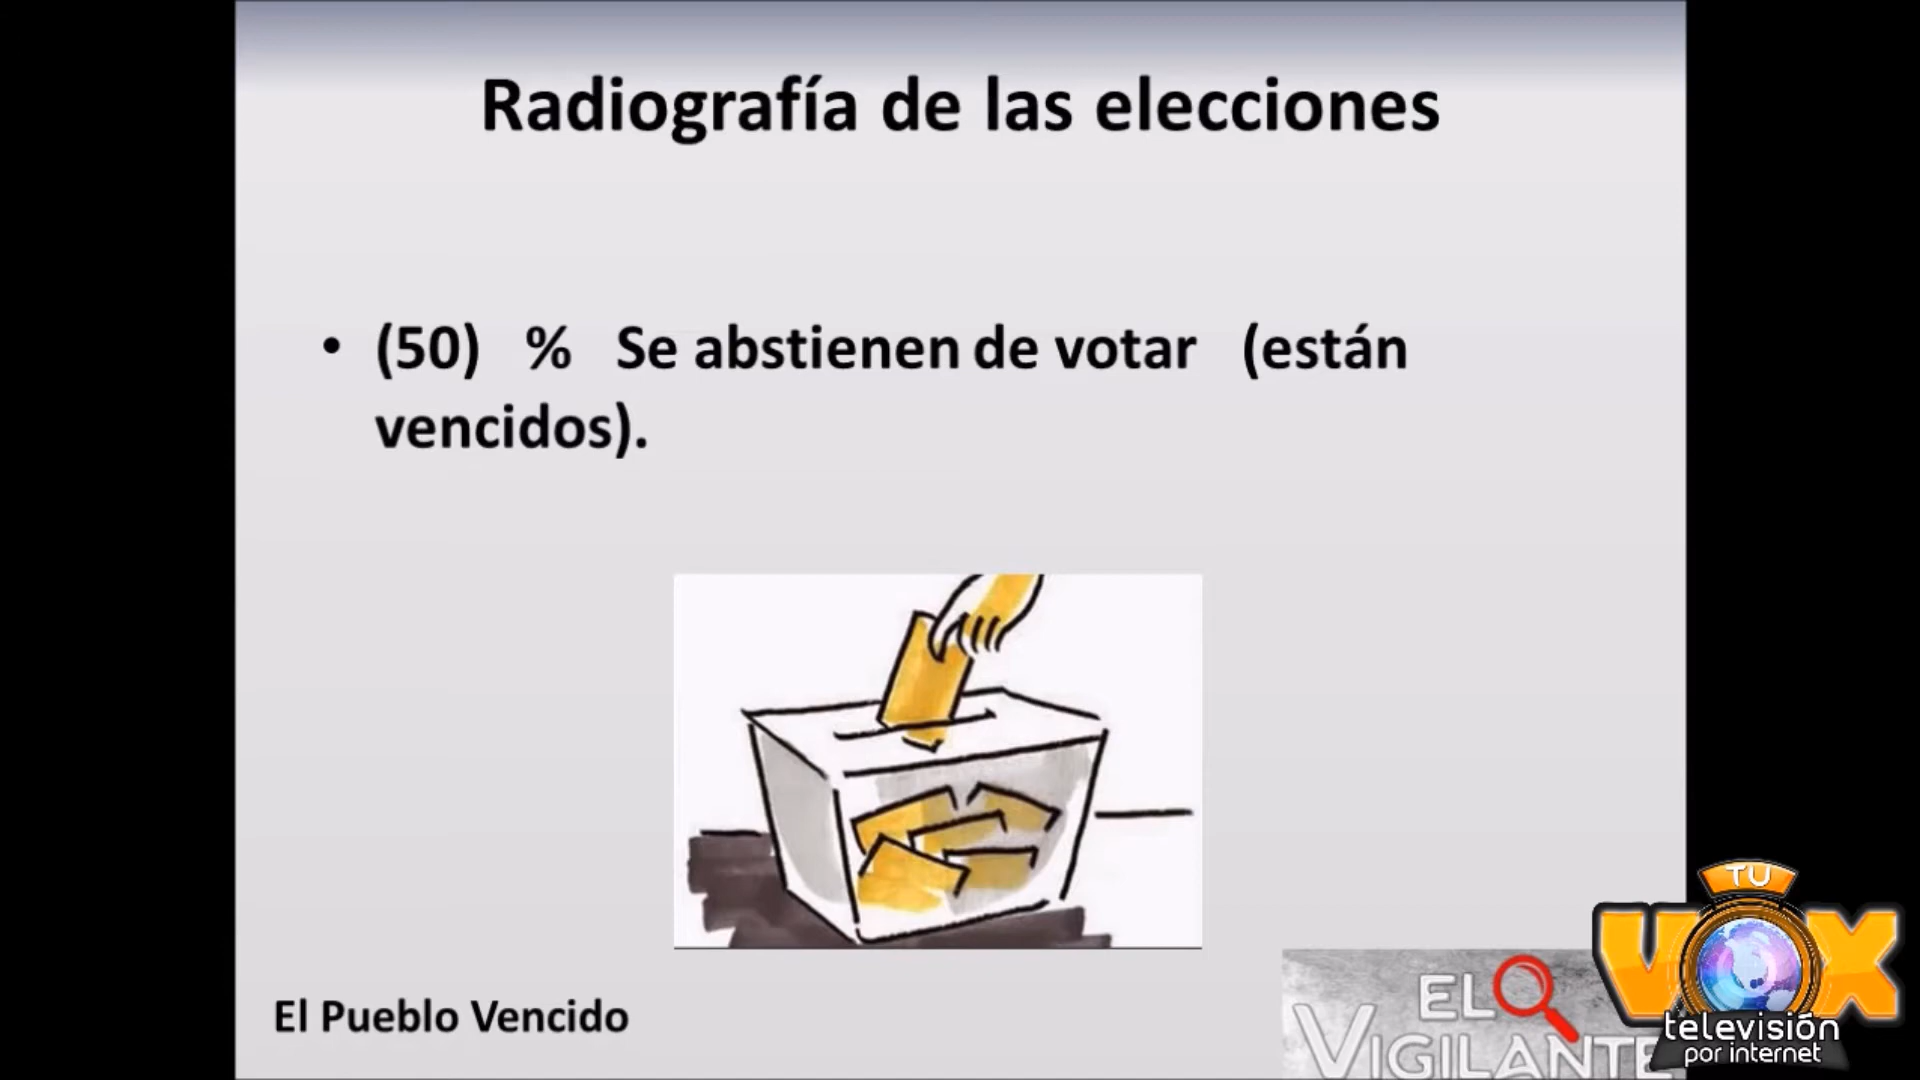 Radiografía de las elecciones
• (50) % Se abstienen de votar (están
vencidos).
El Pueblo Vencido
EL
VIGILANTE
TU
VOX
televisión
por internet